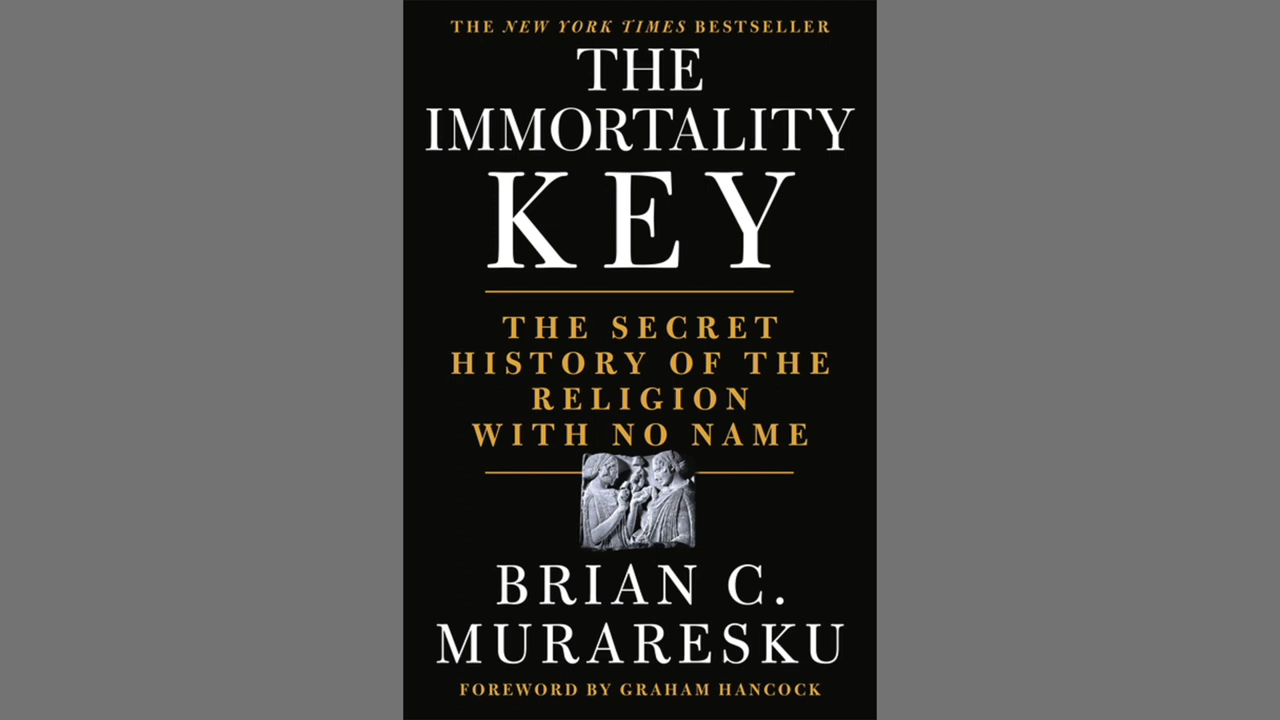 THE NEW YORK TIMES BESTSELLER
THE
IMMORTALITY
KEY
THE SECRET
HISTORY OF THE
RELIGION
WITH NO NAME
BRIAN C.
MURARESKU
FOREWORD BY GRAHAM HANCOCK